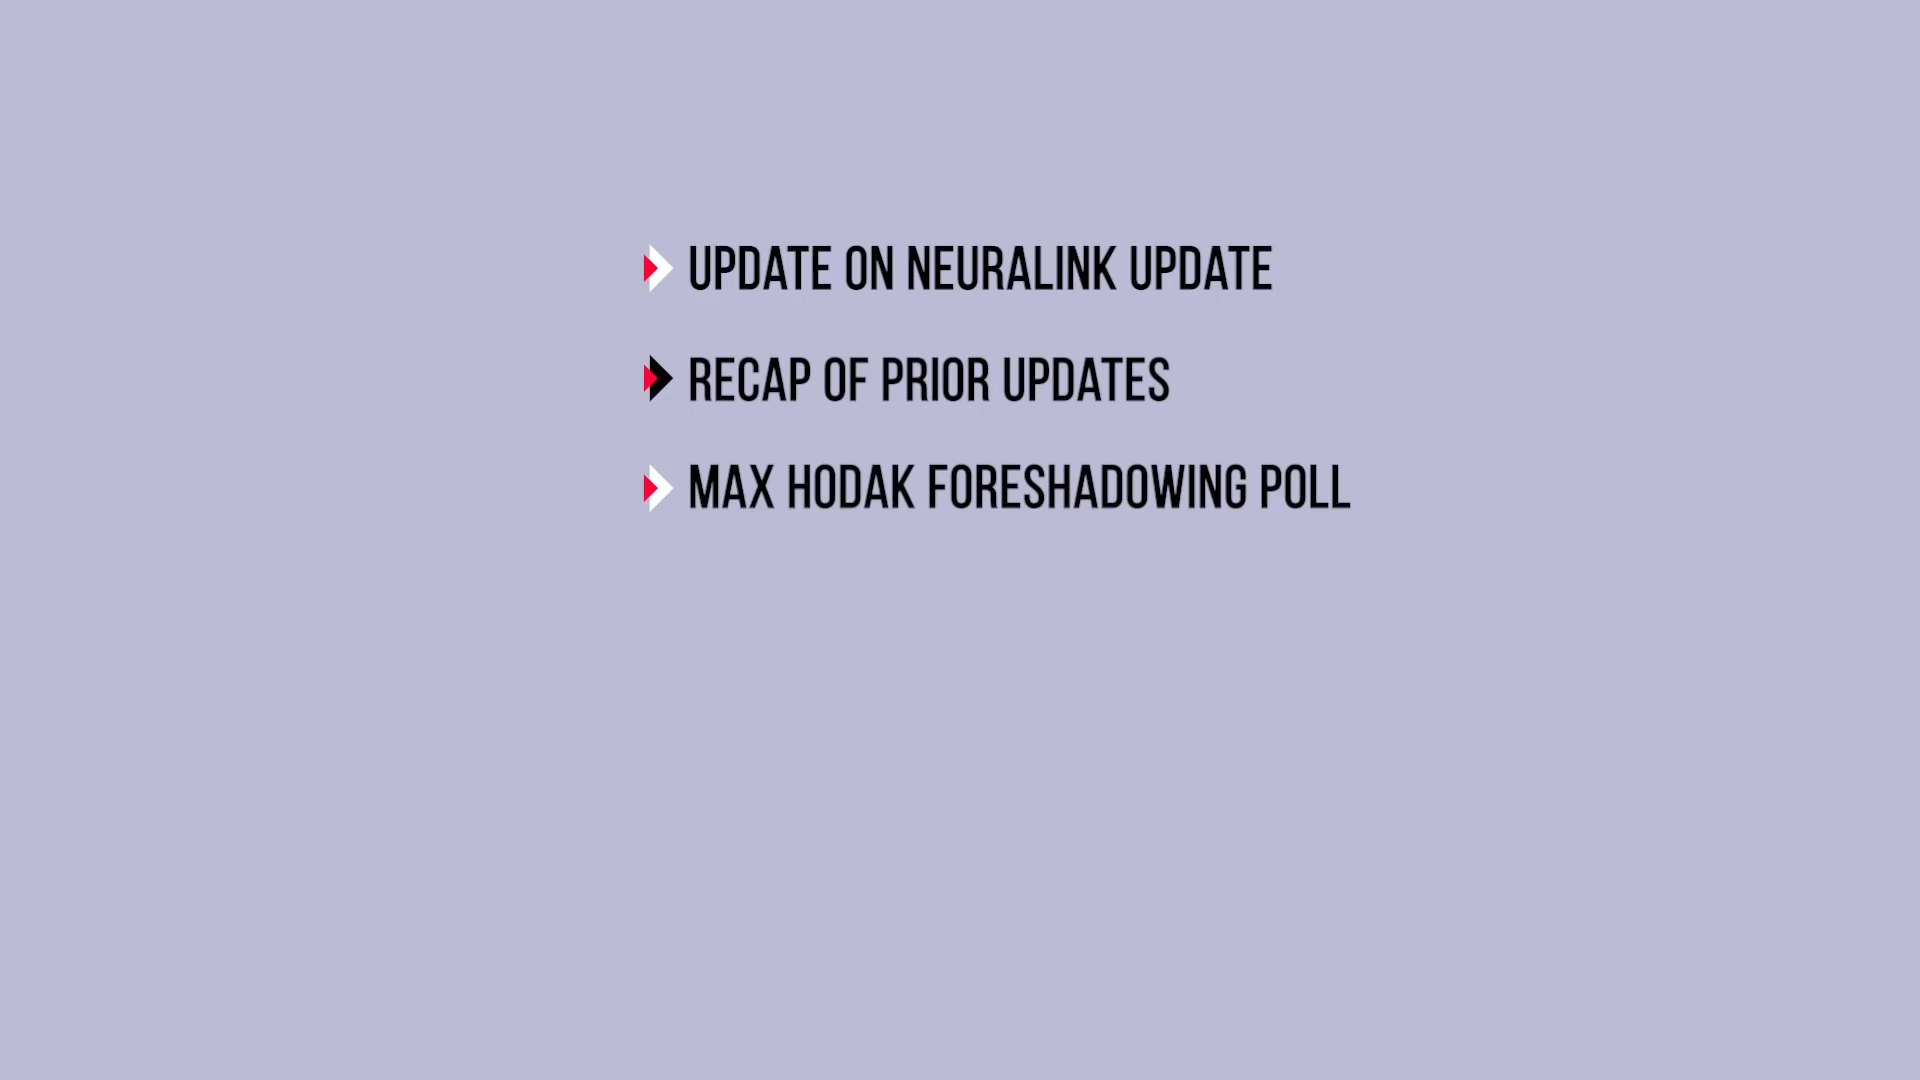 UPDATE ON NEURALINK UPDATE
RECAP OF PRIOR UPDATES
MAX HODAK FORESHADOWING POLL